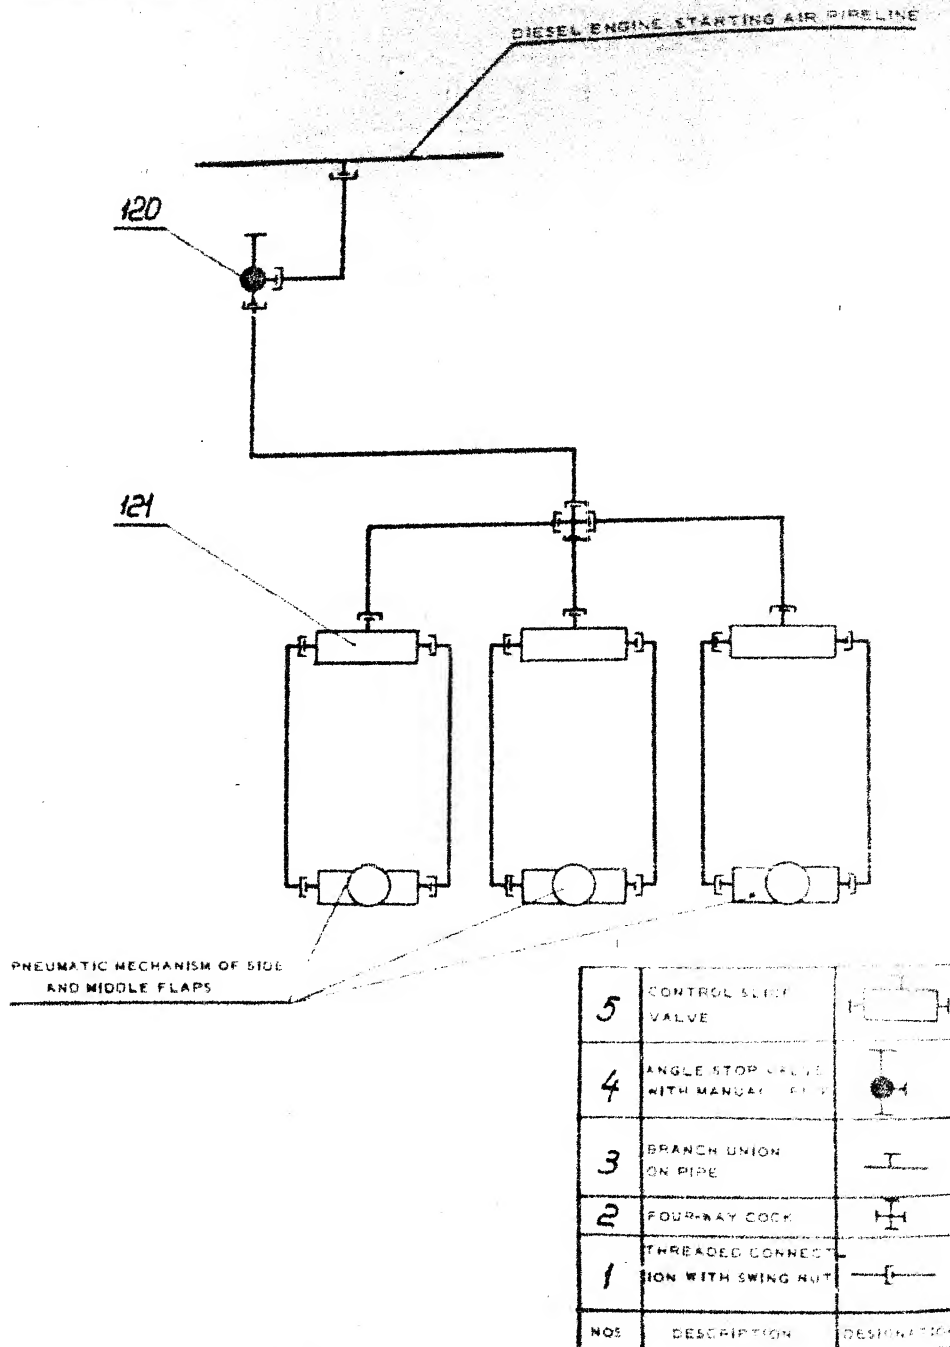 DIESEL ENGINE STARTING AIR PIPELINE
120
121
PNEUMATIC MECHANISM OF SIDE
AND MIDDLE FLAPS
5
CONTROL
VALVE
4
ANGLE STOP VALVE
WITH MANUAL
3
BRANCH UNION
ON PIPE
2
FOUR-WAY COCK
1
THREADED CONNECT-
ION WITH SWING NUT
NOS
DESCRIPTION
DESIGNATION